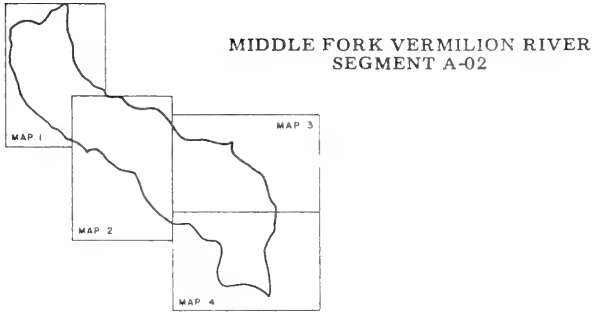 MIDDLE FORK VERMILION RIVER
SEGMENT A-02
MAP 1
MAP 3
MAP 2
MAP 4